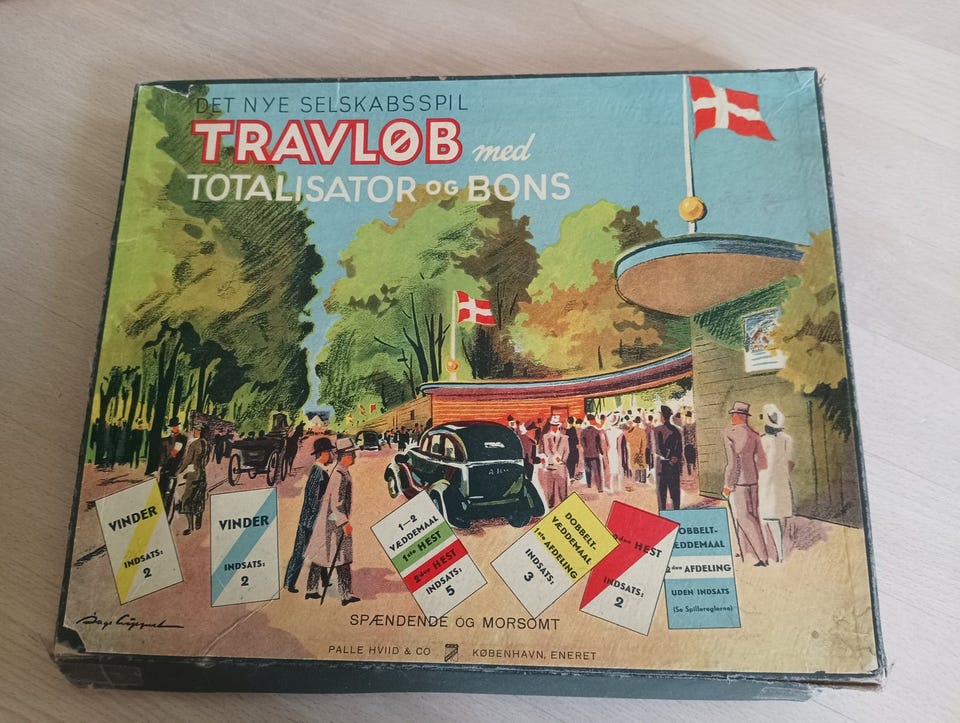 DET NYE SELSKABSSPIL
TRAVLØB med
TOTALISATOR OG BONS
VINDER
INDSATS:
2
VINDER
INDSATS:
2
1-2
VÆDDEMAAL
1ste HEST
2den HEST
INDSATS:
5
DOBBELT-
VÆDDEMAAL
1ste AFDELING
INDSATS:
3
2den HEST
INDSATS:
2
DOBBELT-
ÆDDEMAAL
2den AFDELING
UDEN INDSATS
(Se Spillereglerne)
SPÆNDENDE OG MORSOMT
PALLE HVIID & CO KØBENHAVN, ENERET